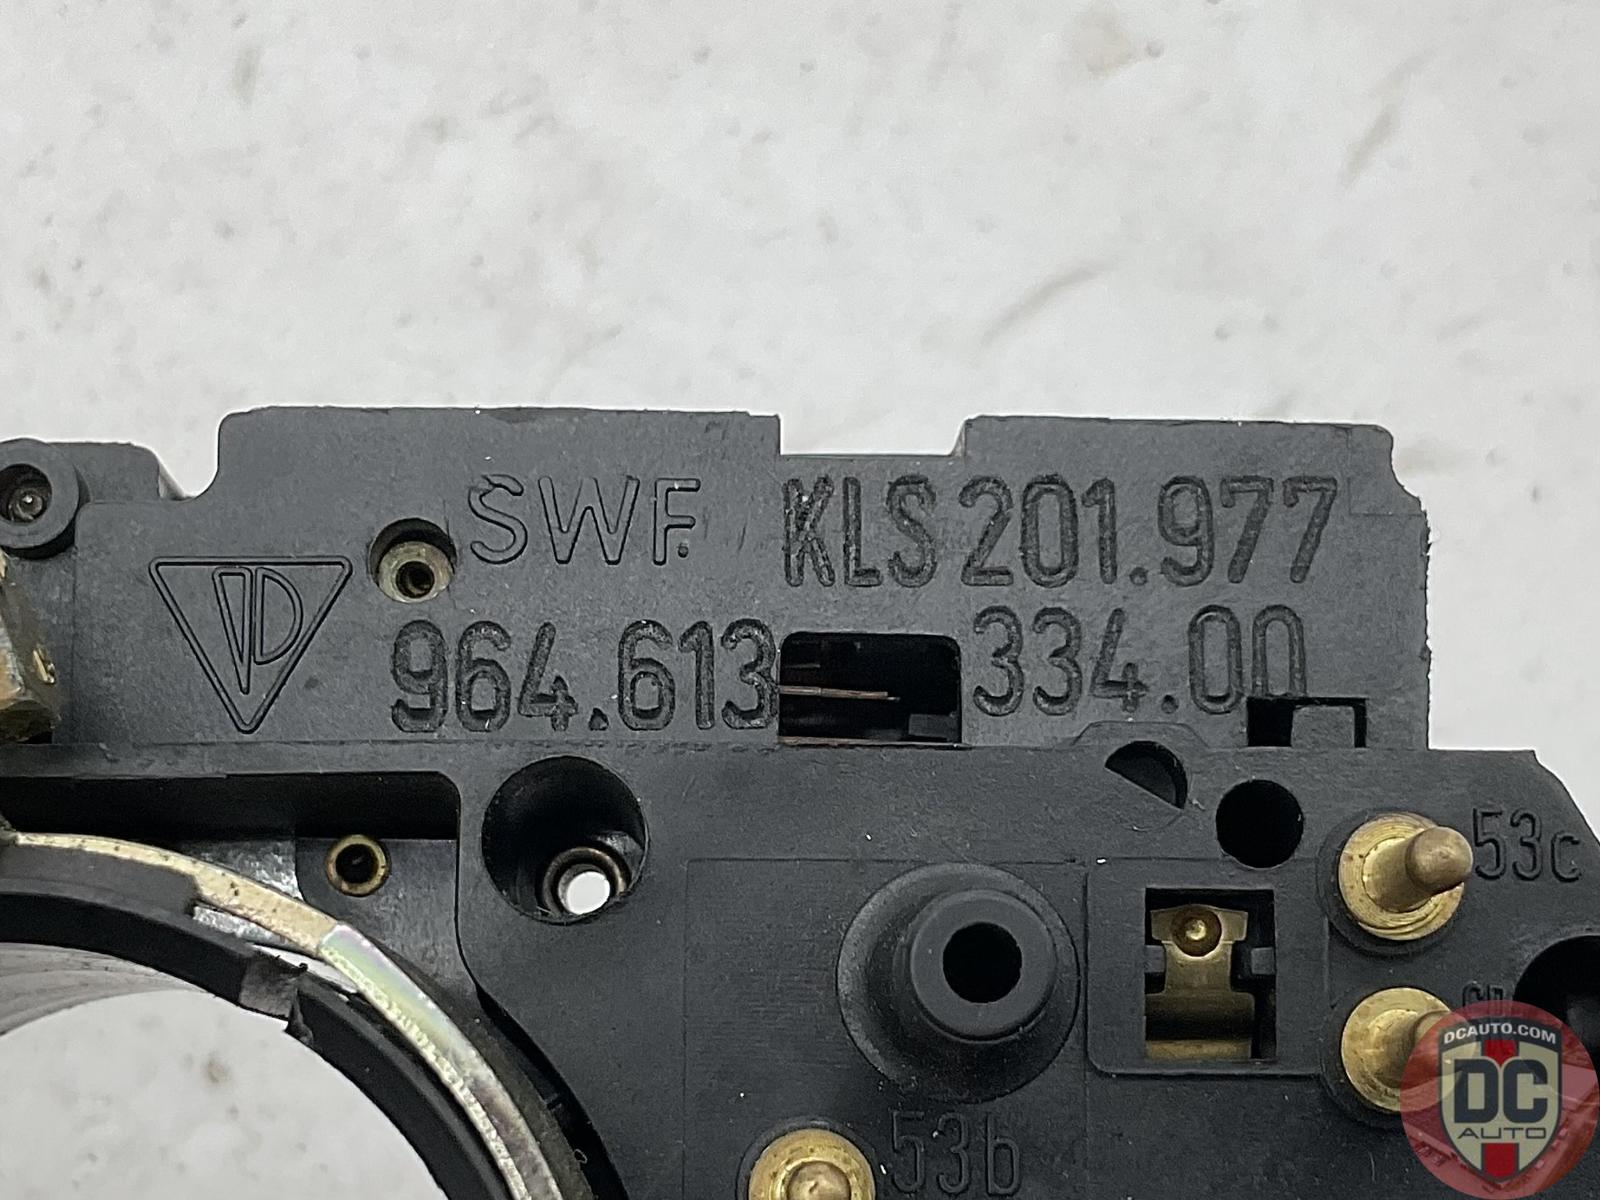 SWF KLS 201.977
964.613 334.00
53c
53b
DCAUTO.COM
DC
AUTO